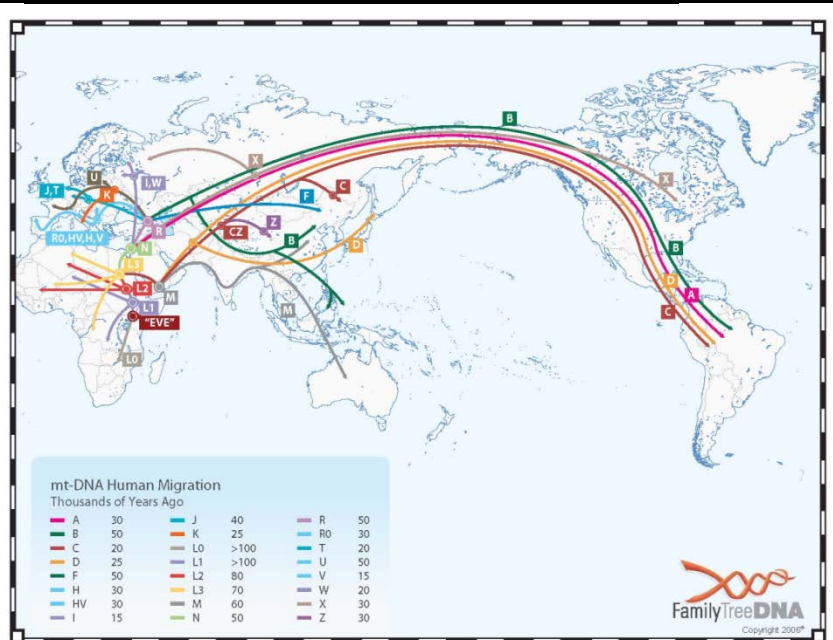 B
X
I,W
U
J,T
K
C
F
R
CZ
Z
R0,HV,H,V
N
B
D
X
B
L3
L2
M
D
A
L1
M
C
"EVE"
L0
mt-DNA Human Migration
Thousands of Years Ago
A 30 J 40 R 50
B 50 K 25 R0 30
C 20 L0 >100 T 20
D 25 L1 >100 U 50
F 50 L2 80 V 15
H 30 L3 70 W 20
HV 30 M 60 X 30
I 15 N 50 Z 30
FamilyTreeDNA
Copyright 2006©